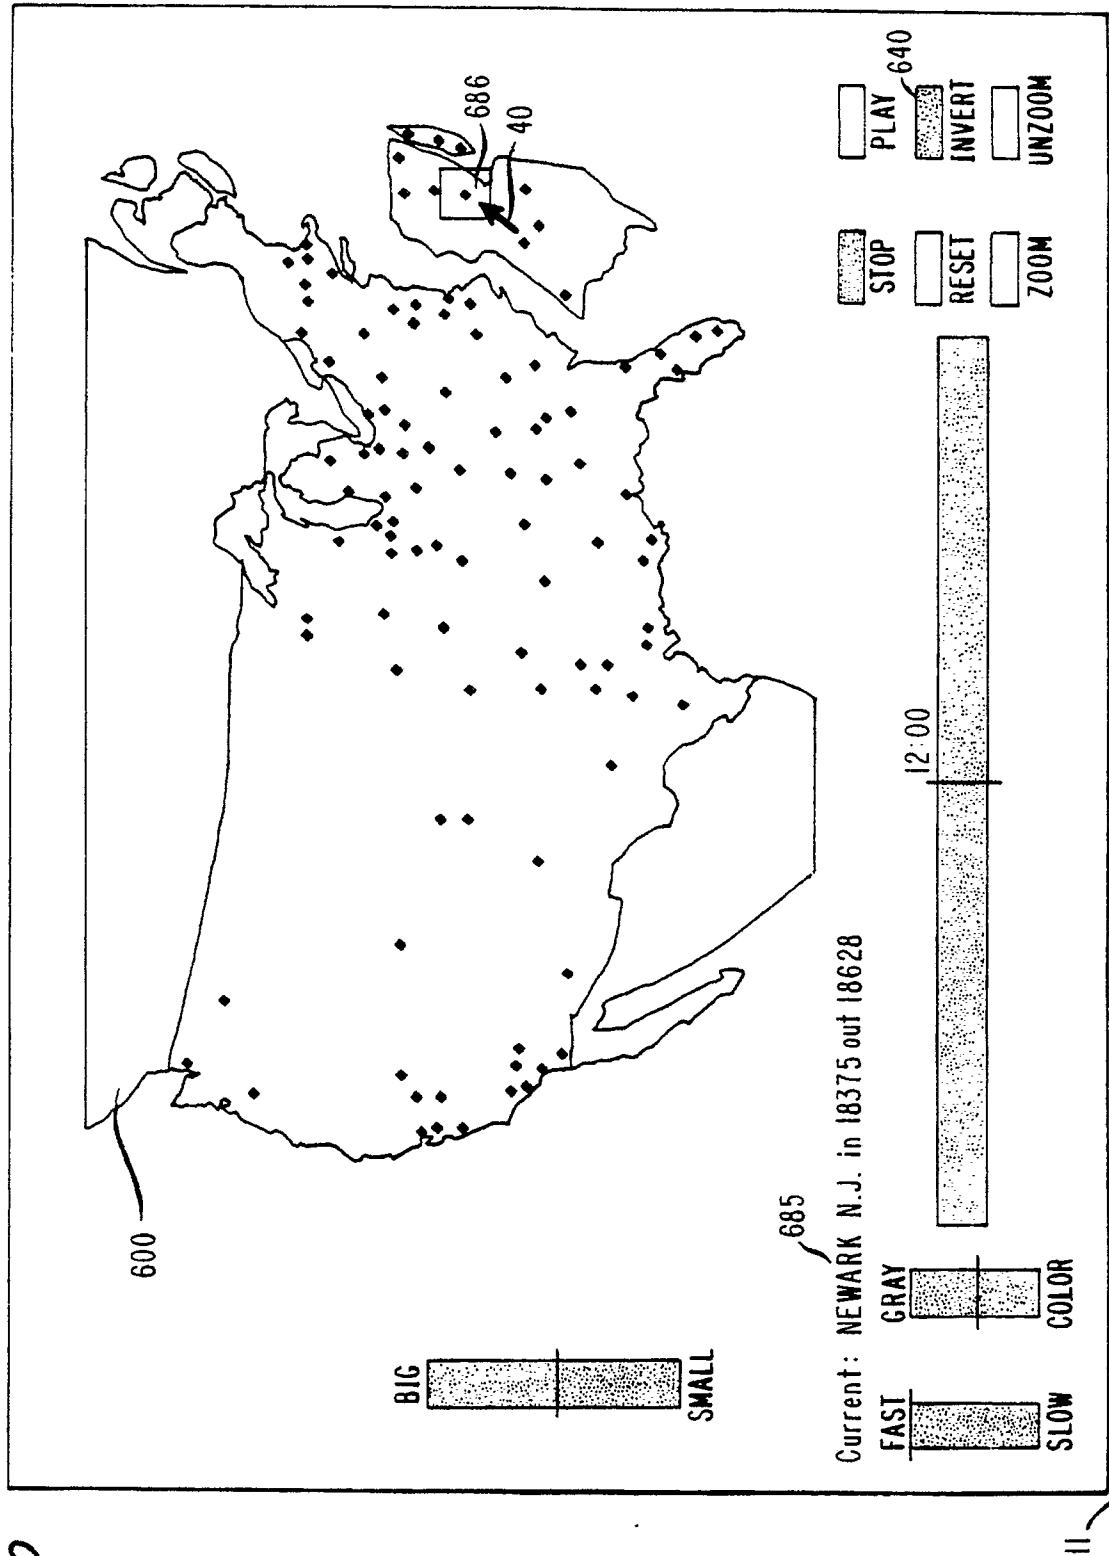 600
686
40
BIG
SMALL
685
Current: NEWARK N.J. in 18375 out 18628
FAST
SLOW
GRAY
COLOR
12:00
STOP
PLAY
640
RESET
INVERT
ZOOM
UNZOOM
11